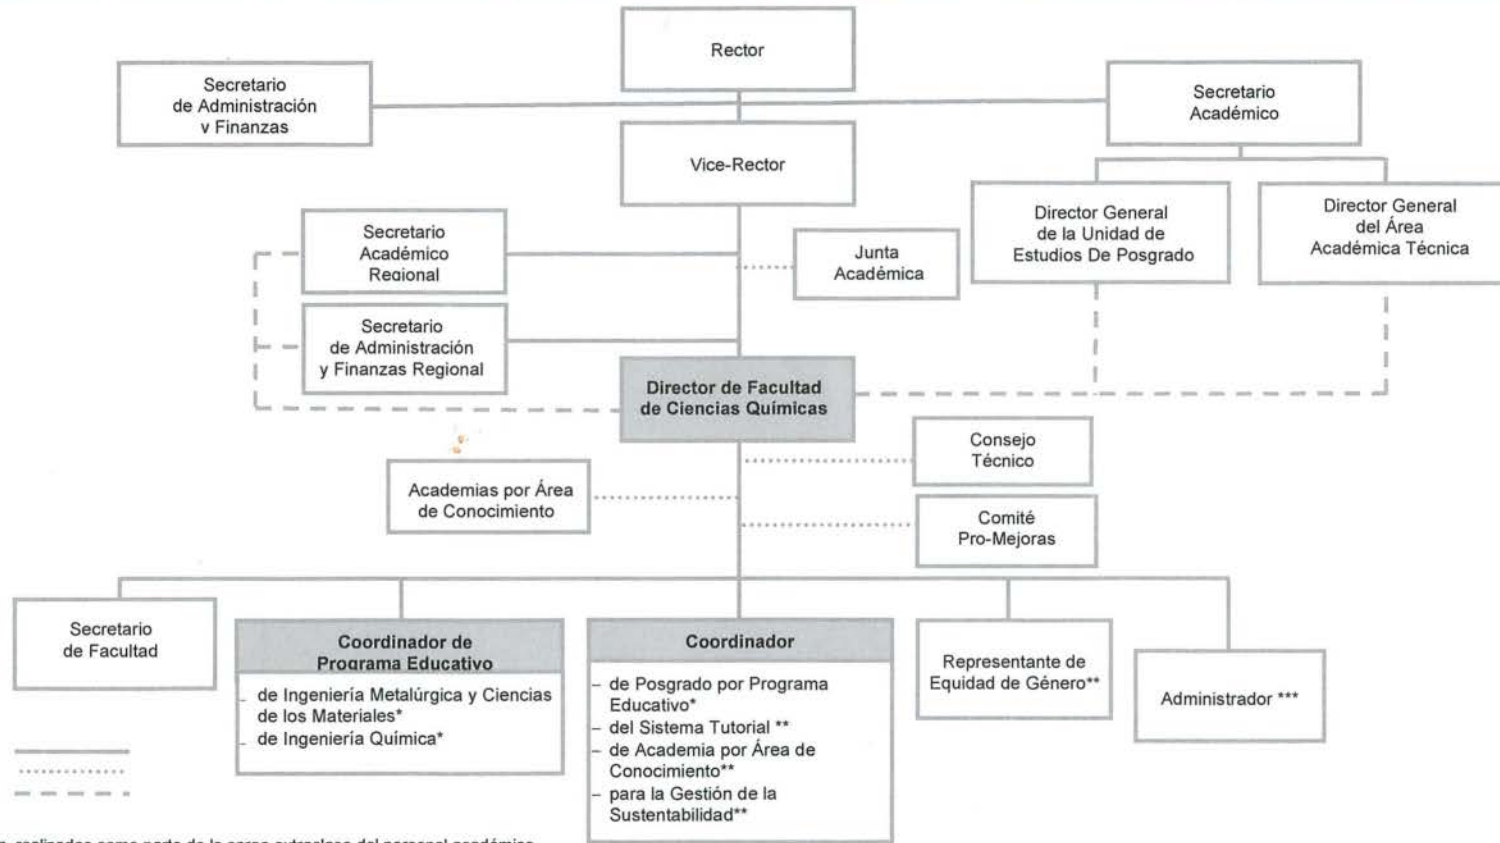 Rector
Secretario
de Administración
v Finanzas
Secretario
Académico
Vice-Rector
Director General
de la Unidad de
Estudios De Posgrado
Director General
del Área
Académica Técnica
Secretario
Académico
Regional
Junta
Académica
Secretario
de Administración
y Finanzas Regional
Director de Facultad
de Ciencias Químicas
Consejo
Técnico
Academias por Área
de Conocimiento
Comité
Pro-Mejoras
Secretario
de Facultad
Coordinador de
Programa Educativo
– de Ingeniería Metalúrgica y Ciencias
de los Materiales*
– de Ingeniería Química*
Coordinador
– de Posgrado por Programa
Educativo*
– del Sistema Tutorial **
– de Academia por Área de
Conocimiento**
– para la Gestión de la
Sustentabilidad**
Representante de
Equidad de Género**
Administrador ***